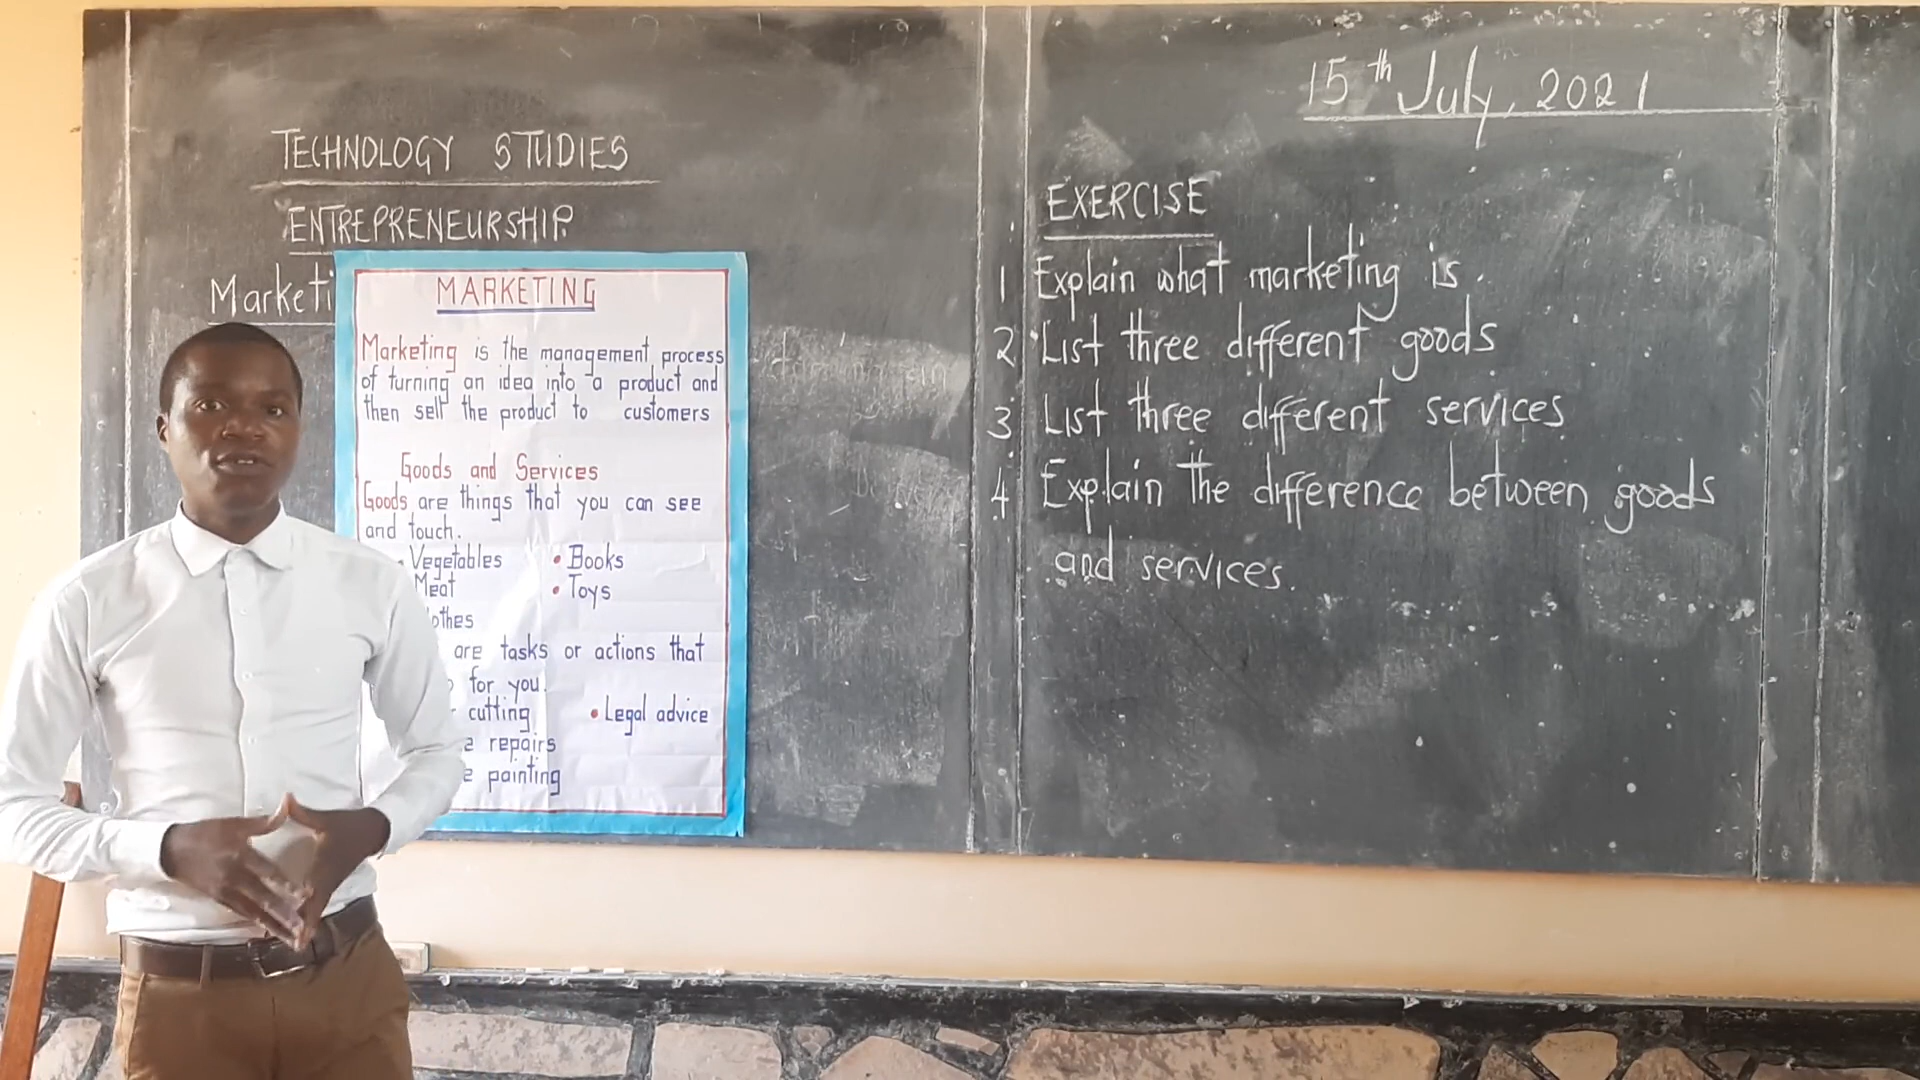 TECHNOLOGY STUDIES
ENTREPRENEURSHIP
Marketi
MARKETING
Marketing is the management process
of turning an idea into a product and
then sell the product to customers
Goods and Services
Goods are things that you can see
and touch.
Vegetables • Books
Meat • Toys
othes
are tasks or actions that
for you.
cutting • Legal advice
repairs
painting
15th July, 2021
EXERCISE
1 Explain what marketing is.
2 List three different goods
3 List three different services
4 Explain the difference between goods
and services.